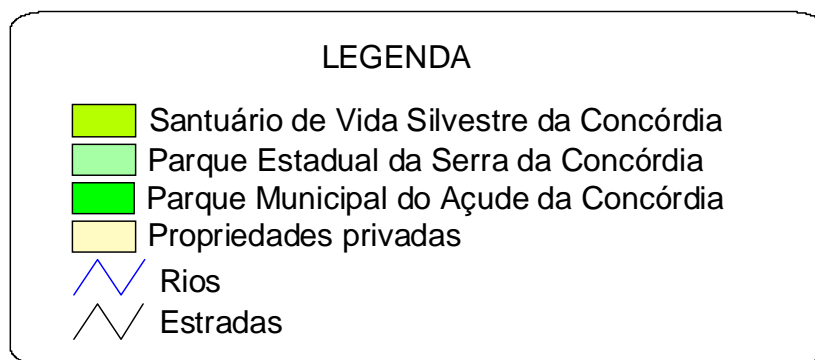 LEGENDA
Santuário de Vida Silvestre da Concórdia
Parque Estadual da Serra da Concórdia
Parque Municipal do Açude da Concórdia
Propriedades privadas
Rios
Estradas